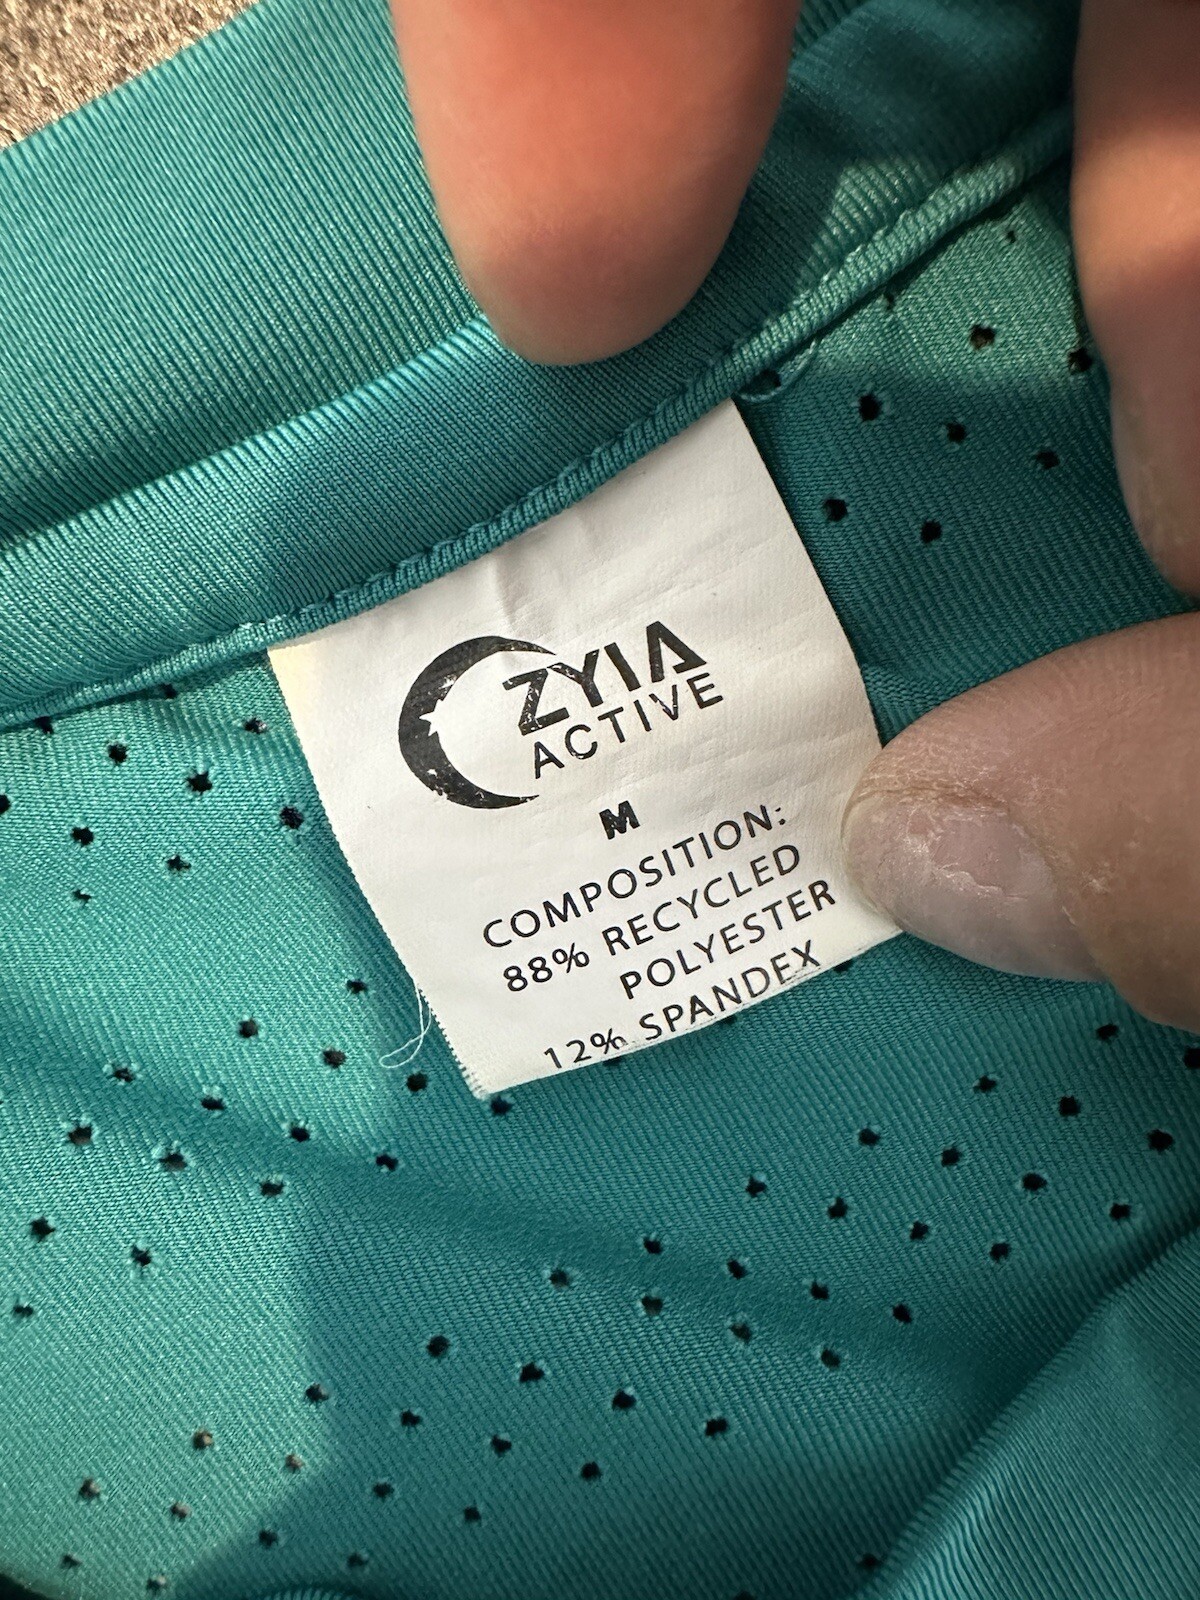 ZYIA
ACTIVE
M
COMPOSITION:
88% RECYCLED
POLYESTER
12% SPANDEX